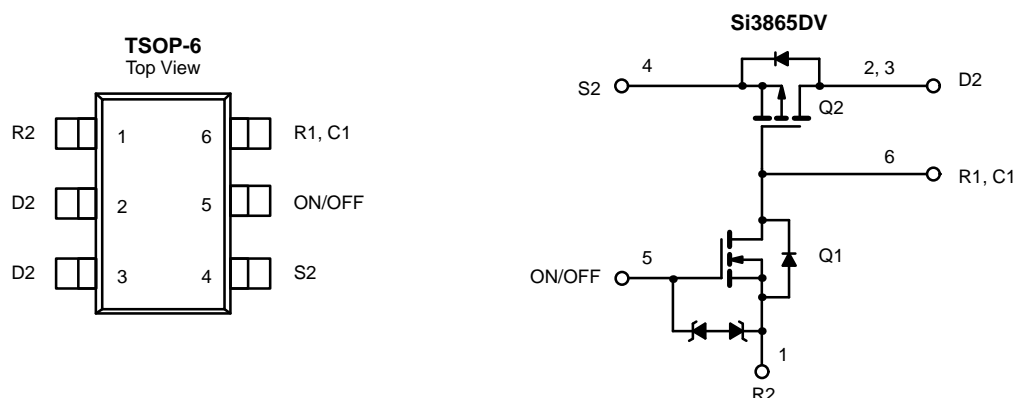 TSOP-6
Top View
R2
1
6
R1, C1
D2
2
5
ON/OFF
D2
3
4
S2
Si3865DV
4
2, 3
S2
D2
Q2
6
R1, C1
5
Q1
ON/OFF
1
R2